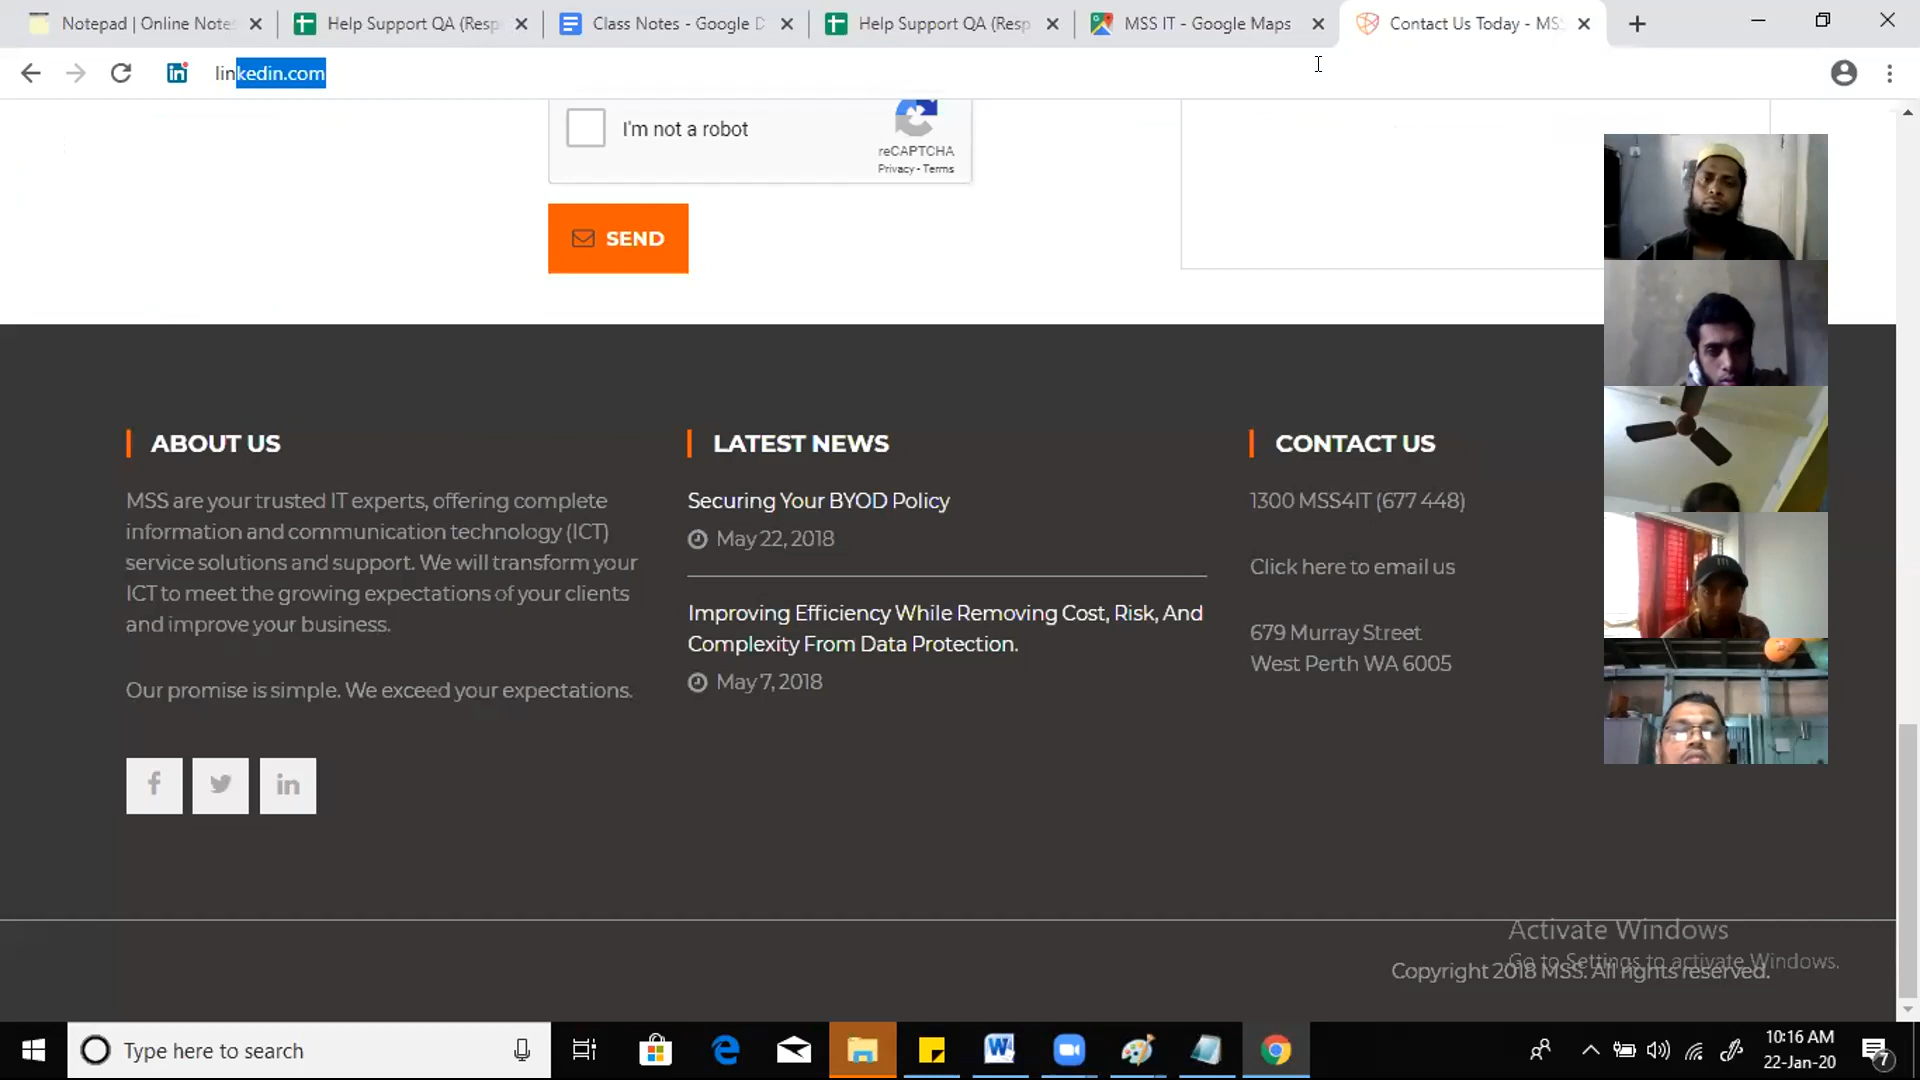 Notepad | Online Notes
Help Support QA (Resp
Class Notes - Google D
Help Support QA (Resp
MSS IT - Google Maps
Contact Us Today - MSS
linkedin.com
I'm not a robot
reCAPTCHA
Privacy - Terms
SEND
ABOUT US
MSS are your trusted IT experts, offering complete
information and communication technology (ICT)
service solutions and support. We will transform your
ICT to meet the growing expectations of your clients
and improve your business.
Our promise is simple. We exceed your expectations.
LATEST NEWS
Securing Your BYOD Policy
May 22, 2018
Improving Efficiency While Removing Cost, Risk, And
Complexity From Data Protection.
May 7, 2018
CONTACT US
1300 MSS4IT (677 448)
Click here to email us
679 Murray Street
West Perth WA 6005
Activate Windows
Go to Settings to activate Windows.
Copyright 2018 MSS. All rights reserved.
Type here to search
10:16 AM
22-Jan-20
7